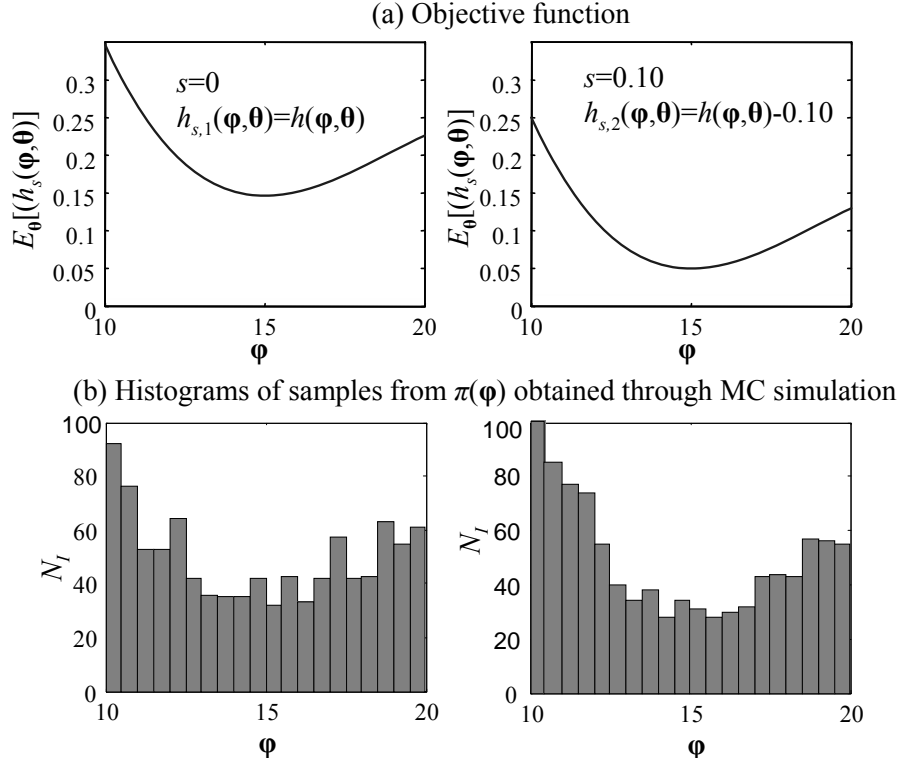 (a) Objective function
E_θ[(h_s(φ,θ)]
0.3
0.25
0.2
0.15
0.1
0.05
0
s=0
h_{s,1}(φ,θ)=h(φ,θ)
10
15
20
φ
E_θ[(h_s(φ,θ)]
0.3
0.25
0.2
0.15
0.1
0.05
0
s=0.10
h_{s,2}(φ,θ)=h(φ,θ)-0.10
10
15
20
φ
(b) Histograms of samples from π(φ) obtained through MC simulation
N_I
100
80
60
40
20
0
10
15
20
φ
N_I
100
80
60
40
20
0
10
15
20
φ